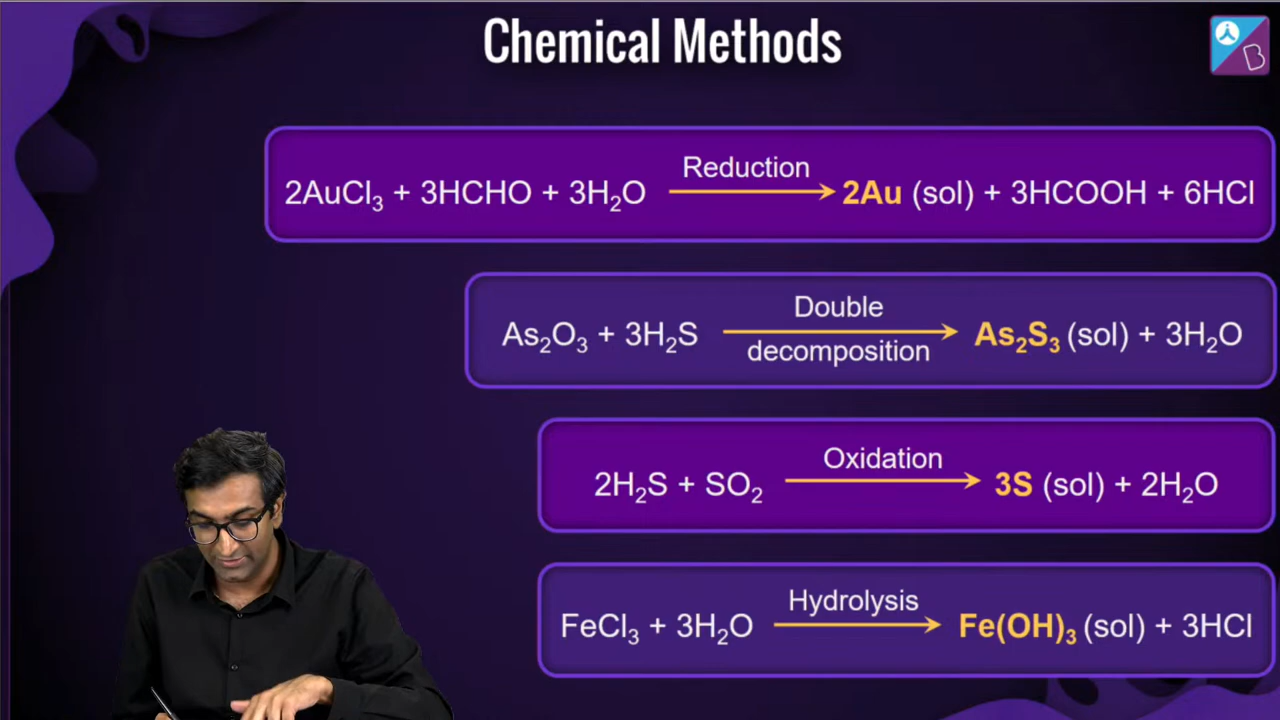 Chemical Methods
B
Reduction
2AuCl₃ + 3HCHO + 3H₂O → 2Au (sol) + 3HCOOH + 6HCl
Double
As₂O₃ + 3H₂S → As₂S₃ (sol) + 3H₂O
decomposition
Oxidation
2H₂S + SO₂ → 3S (sol) + 2H₂O
Hydrolysis
FeCl₃ + 3H₂O → Fe(OH)₃ (sol) + 3HCl